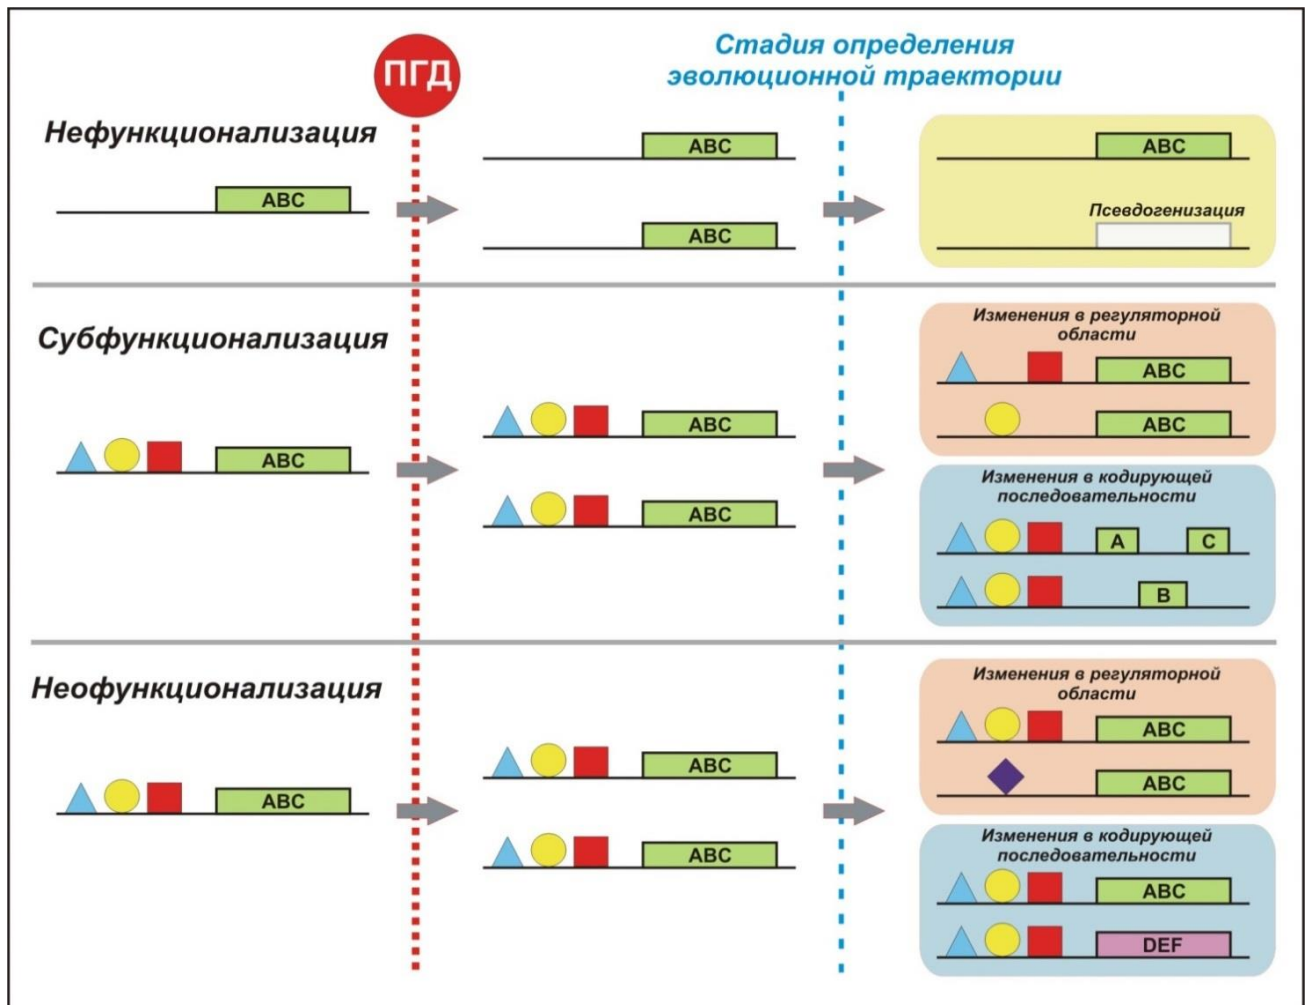 ПГД
Стадия определения
эволюционной траектории
Нефункционализация
ABC
ABC
ABC
ABC
Псевдогенизация
Субфункционализация
ABC
ABC
ABC
Изменения в регуляторной
области
ABC
ABC
Изменения в кодирующей
последовательности
A C
B
Неофункционализация
ABC
ABC
ABC
Изменения в регуляторной
области
ABC
ABC
Изменения в кодирующей
последовательности
ABC
DEF